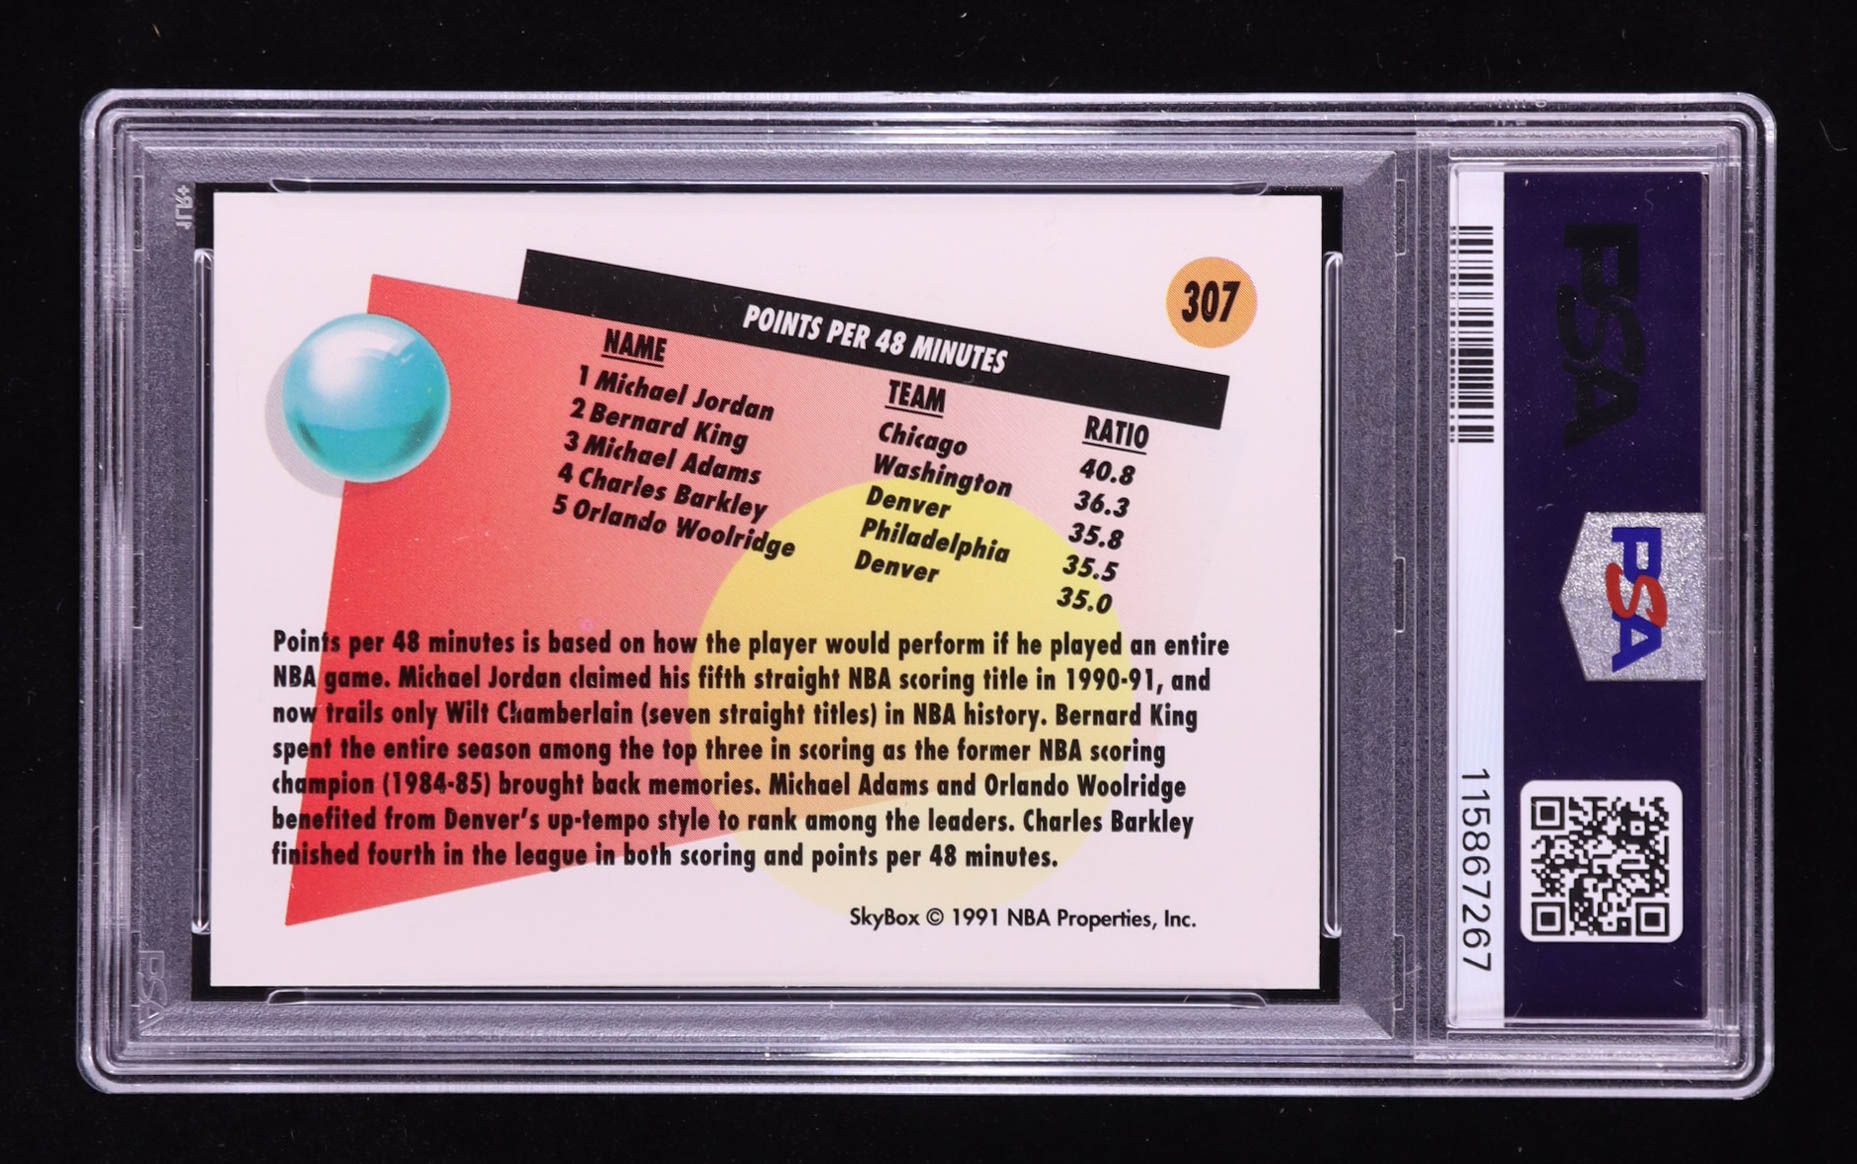 307
POINTS PER 48 MINUTES
NAME TEAM RATIO
1 Michael Jordan Chicago 40.8
2 Bernard King Washington 36.3
3 Michael Adams Denver 35.8
4 Charles Barkley Philadelphia 35.5
5 Orlando Woolridge Denver 35.0
Points per 48 minutes is based on how the player would perform if he played an entire
NBA game. Michael Jordan claimed his fifth straight NBA scoring title in 1990-91, and
now trails only Wilt Chamberlain (seven straight titles) in NBA history. Bernard King
spent the entire season among the top three in scoring as the former NBA scoring
champion (1984-85) brought back memories. Michael Adams and Orlando Woolridge
benefited from Denver's up-tempo style to rank among the leaders. Charles Barkley
finished fourth in the league in both scoring and points per 48 minutes.
SkyBox © 1991 NBA Properties, Inc.
PSA
PSA
115867267
PSA